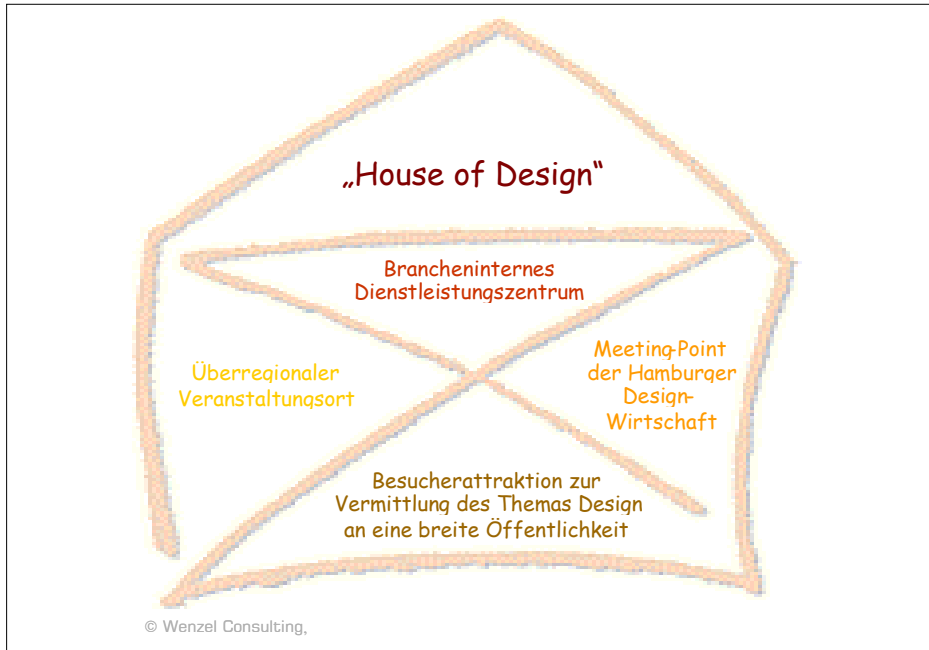 „House of Design“
Brancheninternes
Dienstleistungszentrum
Überregionaler
Veranstaltungsort
Meeting-Point
der Hamburger
Design-
Wirtschaft
Besucherattraktion zur
Vermittlung des Themas Design
an eine breite Öffentlichkeit
© Wenzel Consulting,